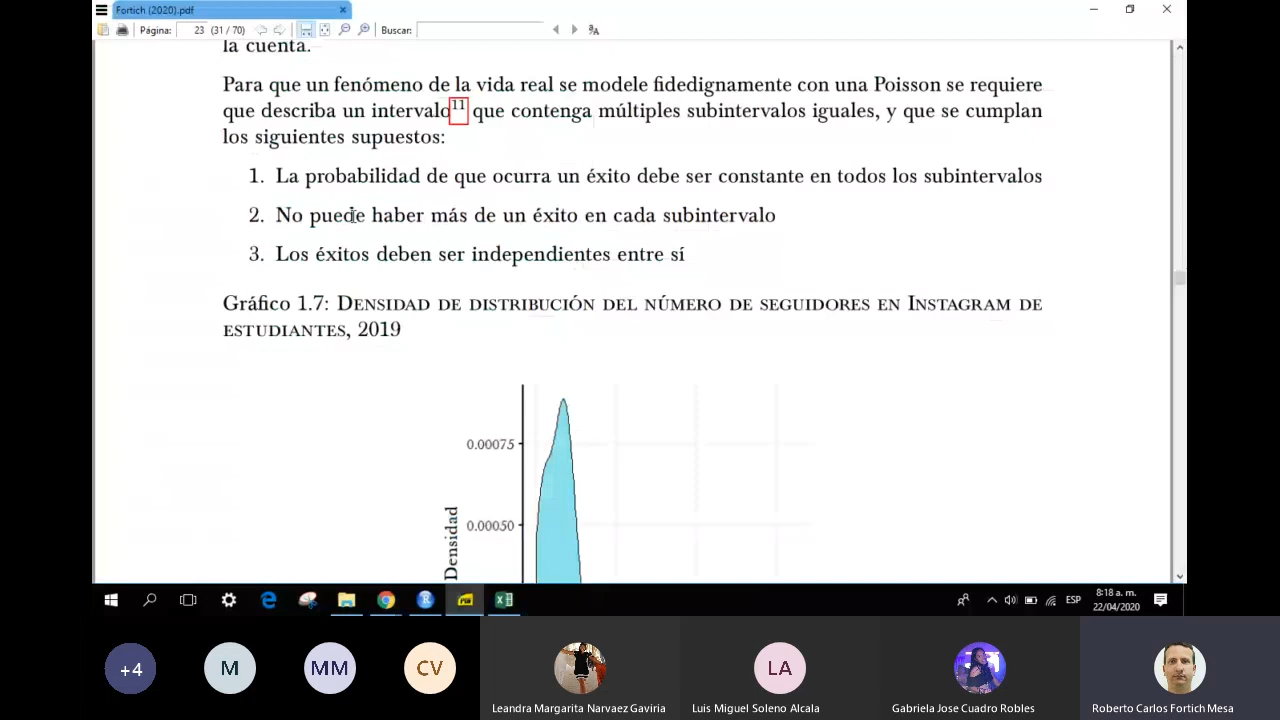 Fortich (2020).pdf
Página: 23 (31 / 70) Buscar:
la cuenta.
Para que un fenómeno de la vida real se modele fidedignamente con una Poisson se requiere
que describa un intervalo11 que contenga múltiples subintervalos iguales, y que se cumplan
los siguientes supuestos:
1. La probabilidad de que ocurra un éxito debe ser constante en todos los subintervalos
2. No puede haber más de un éxito en cada subintervalo
3. Los éxitos deben ser independientes entre sí
Gráfico 1.7: Densidad de distribución del número de seguidores en Instagram de
estudiantes, 2019
0.00075
0.00050
Densidad
ESP
8:18 a. m.
22/04/2020
+4
M
MM
CV
LA
Leandra Margarita Narvaez Gaviria
Luis Miguel Soleno Alcala
Gabriela Jose Cuadro Robles
Roberto Carlos Fortich Mesa